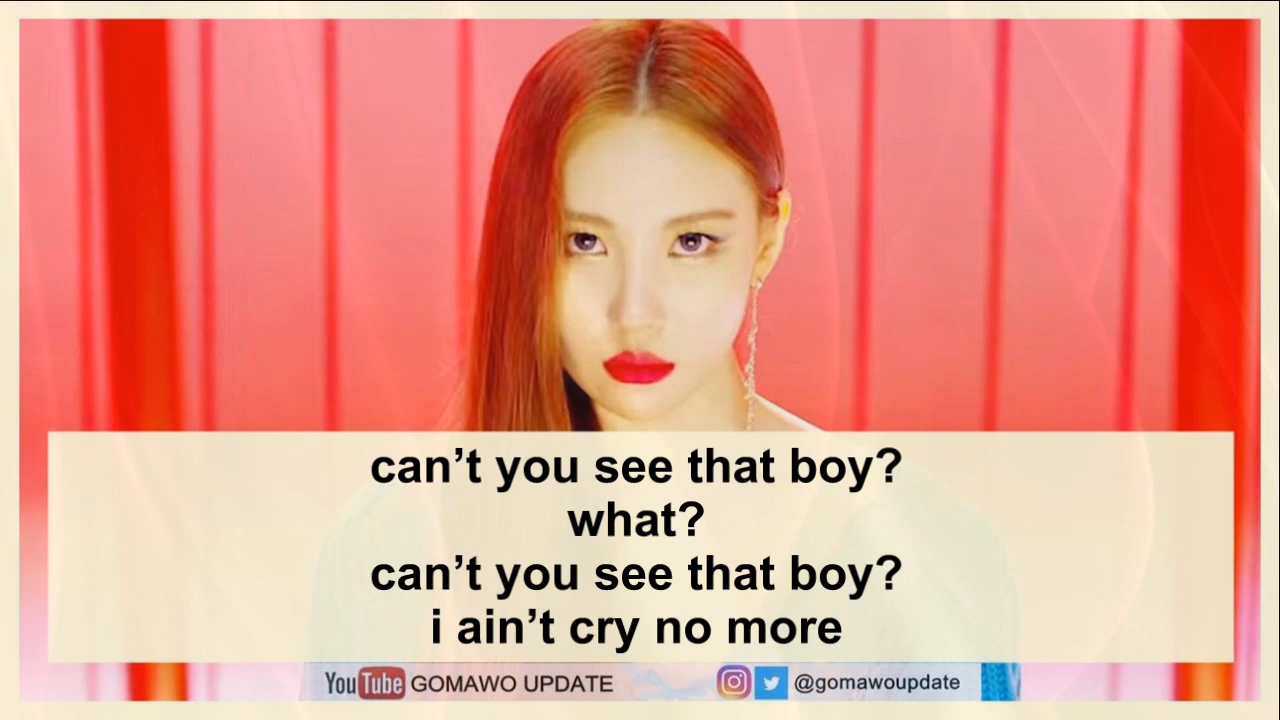 can’t you see that boy?
what?
can’t you see that boy?
i ain’t cry no more
YouTube GOMAWO UPDATE @gomawoupdate